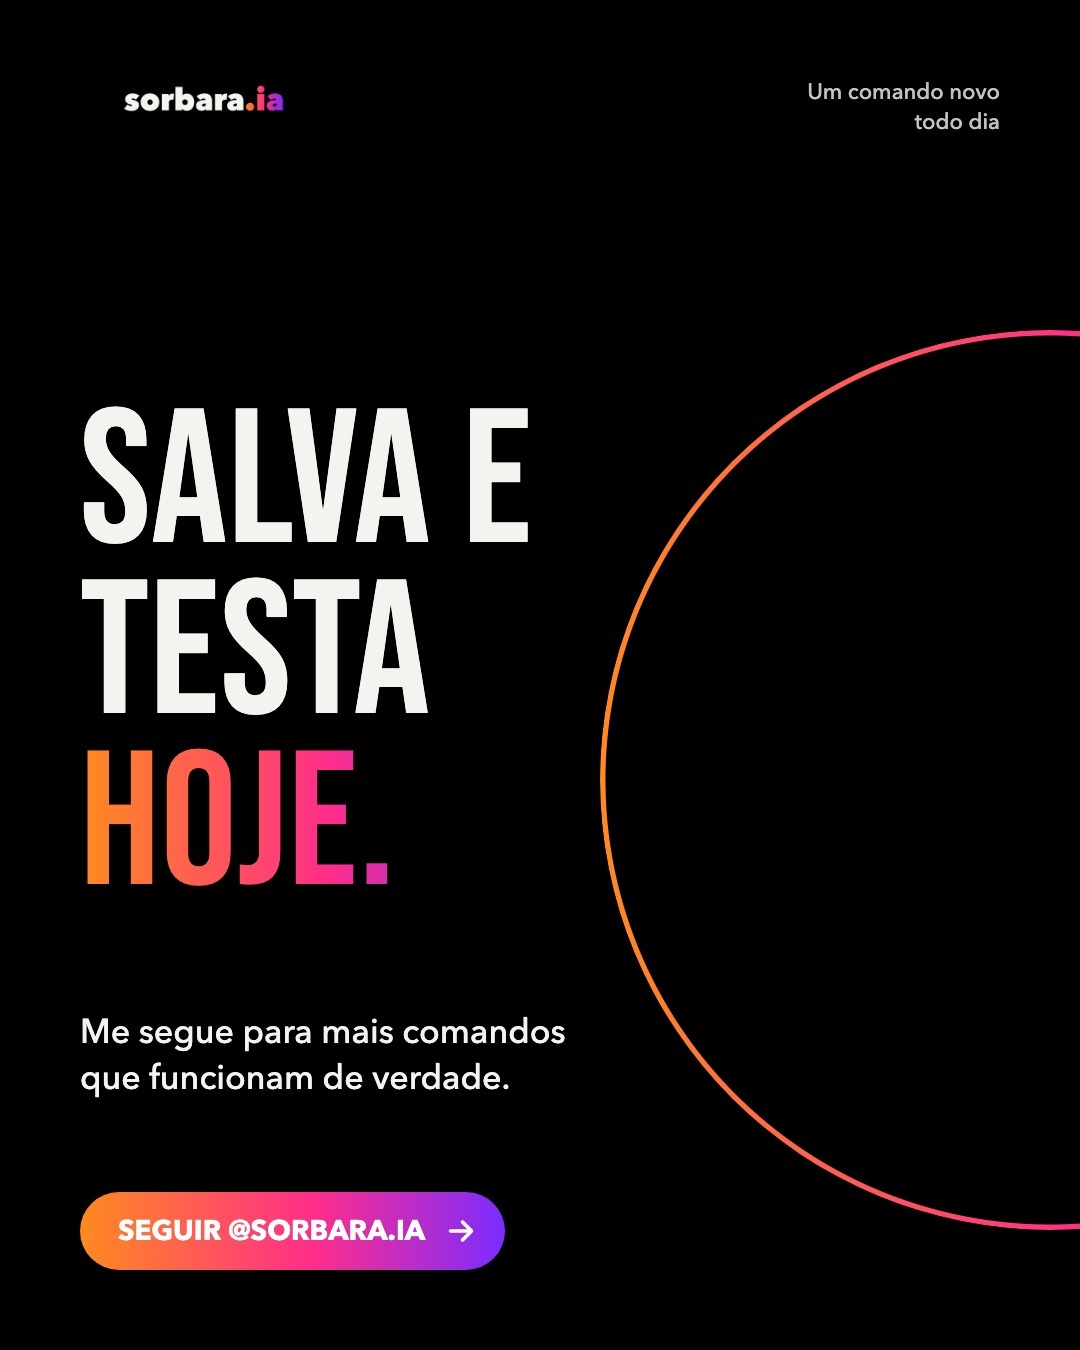 sorbara.ia
Um comando novo
todo dia
SALVA E
TESTA
HOJE.
Me segue para mais comandos
que funcionam de verdade.
SEGUIR @SORBARA.IA →